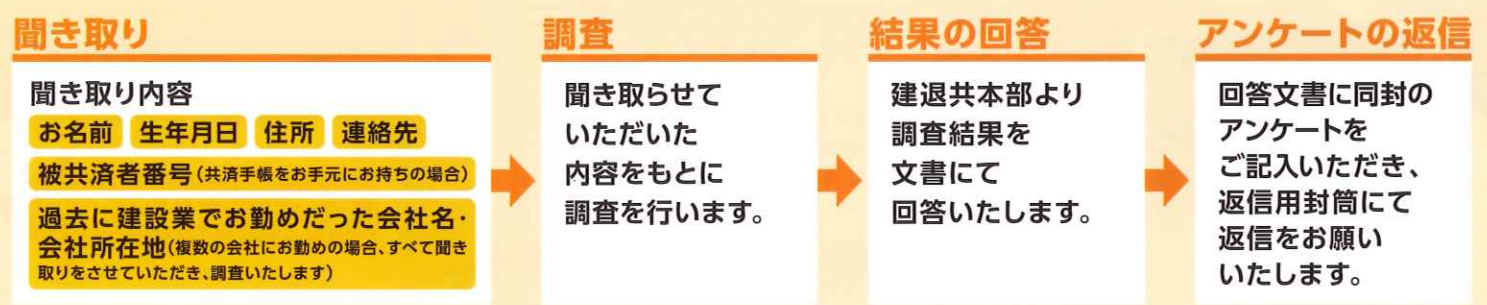 聞き取り
聞き取り内容
お名前 生年月日 住所 連絡先
被共済者番号(共済手帳をお手元にお持ちの場合)
過去に建設業でお勤めだった会社名・
会社所在地(複数の会社にお勤めの場合、すべて聞き
取りをさせていただき、調査いたします)
調査
聞き取らせて
いただいた
内容をもとに
調査を行います。
結果の回答
建退共本部より
調査結果を
文書にて
回答いたします。
アンケートの返信
回答文書に同封の
アンケートを
ご記入いただき、
返信用封筒にて
返信をお願い
いたします。